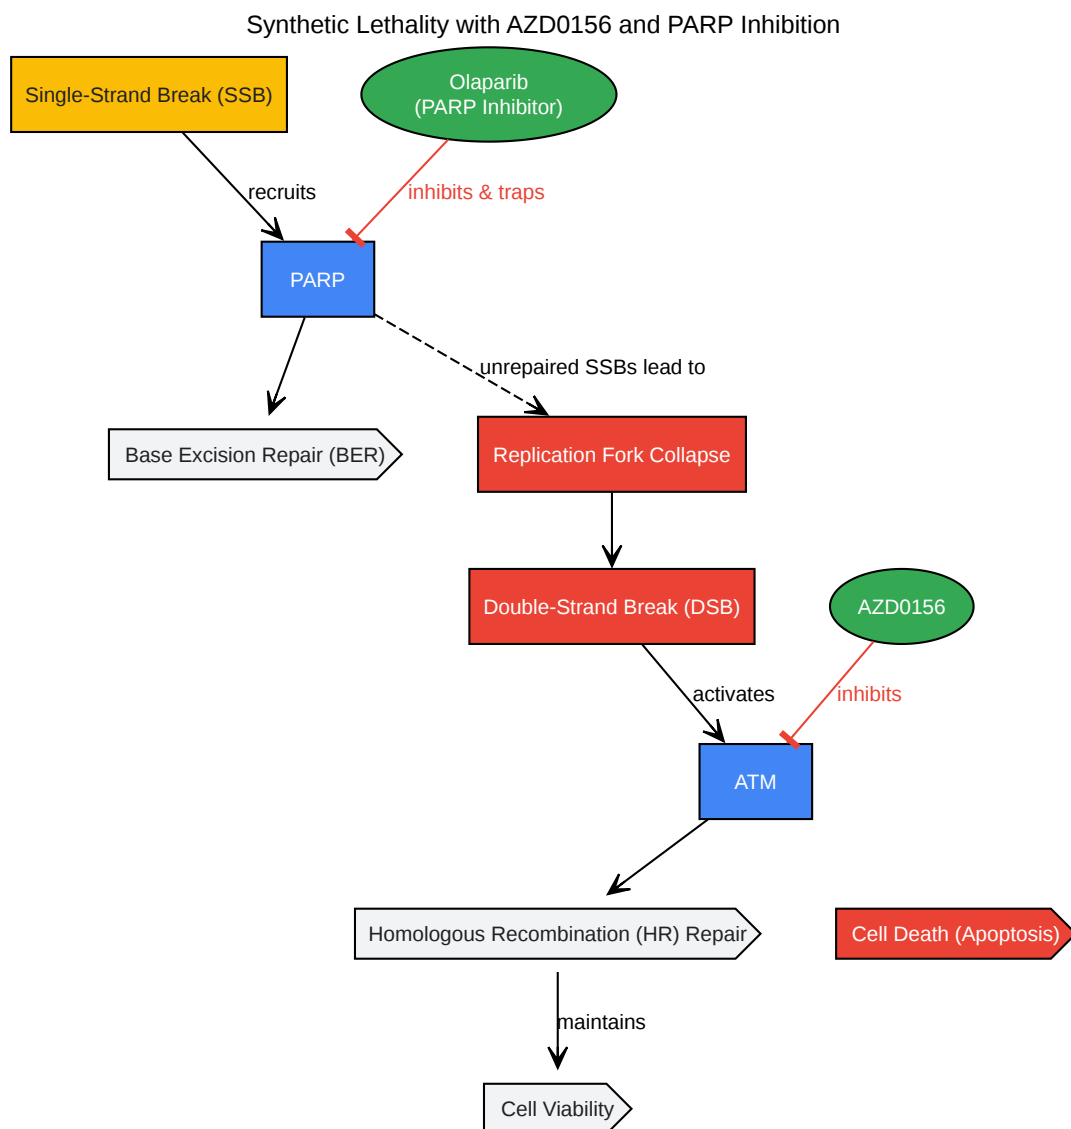 Synthetic Lethality with AZD0156 and PARP Inhibition
Single-Strand Break (SSB)
Olaparib
(PARP Inhibitor)
recruits
inhibits & traps
PARP
unrepaired SSBs lead to
Base Excision Repair (BER)
Replication Fork Collapse
Double-Strand Break (DSB)
AZD0156
activates
inhibits
ATM
Homologous Recombination (HR) Repair
Cell Death (Apoptosis)
maintains
Cell Viability